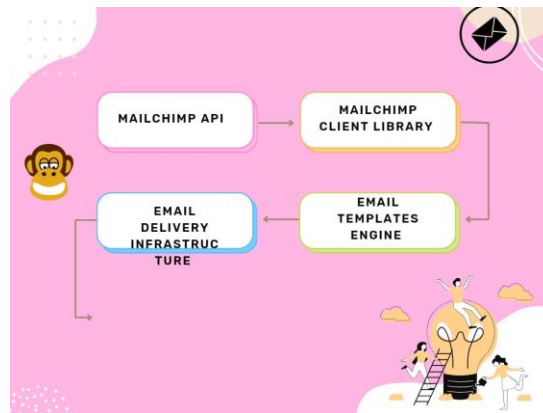 MAILCHIMP API
MAILCHIMP
CLIENT LIBRARY
EMAIL
DELIVERY
INFRASTRUC
TURE
EMAIL
TEMPLATES
ENGINE